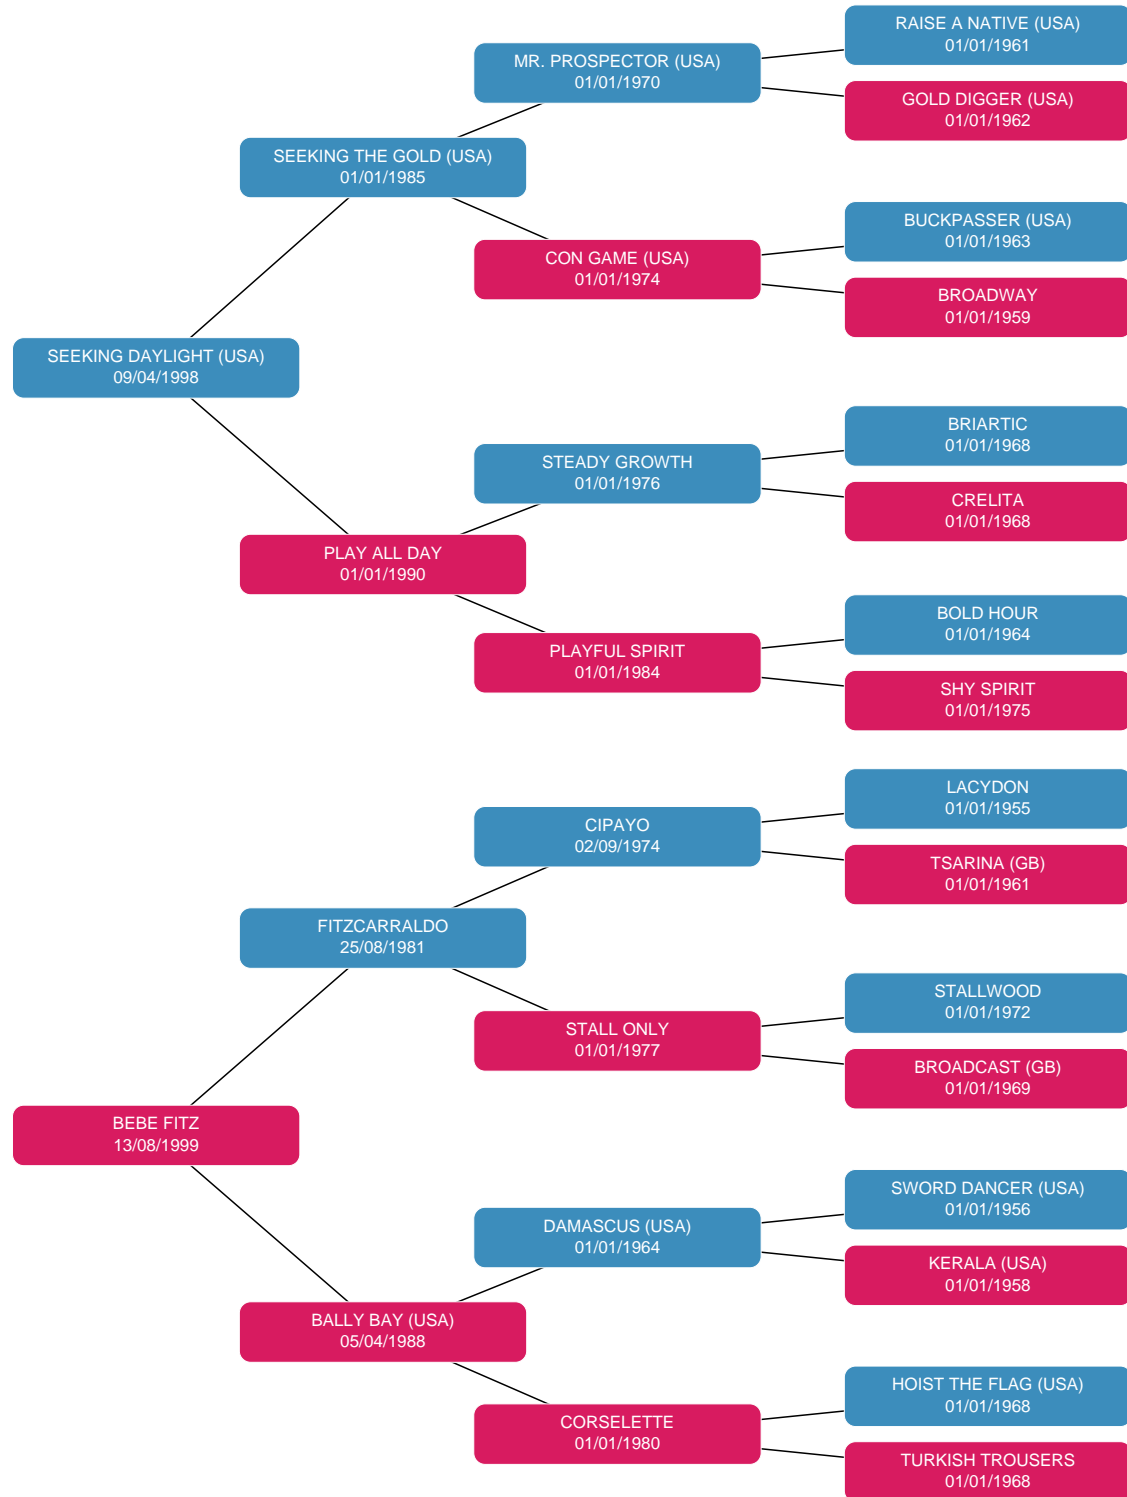 RAISE A NATIVE (USA)
01/01/1961
MR. PROSPECTOR (USA)
01/01/1970
GOLD DIGGER (USA)
01/01/1962
SEEKING THE GOLD (USA)
01/01/1985
BUCKPASSER (USA)
01/01/1963
CON GAME (USA)
01/01/1974
BROADWAY
01/01/1959
SEEKING DAYLIGHT (USA)
09/04/1998
BRIARTIC
01/01/1968
STEADY GROWTH
01/01/1976
CRELITA
01/01/1968
PLAY ALL DAY
01/01/1990
BOLD HOUR
01/01/1964
PLAYFUL SPIRIT
01/01/1984
SHY SPIRIT
01/01/1975
LACYDON
01/01/1955
CIPAYO
02/09/1974
TSARINA (GB)
01/01/1961
FITZCARRALDO
25/08/1981
STALLWOOD
01/01/1972
STALL ONLY
01/01/1977
BROADCAST (GB)
01/01/1969
BEBE FITZ
13/08/1999
SWORD DANCER (USA)
01/01/1956
DAMASCUS (USA)
01/01/1964
KERALA (USA)
01/01/1958
BALLY BAY (USA)
05/04/1988
HOIST THE FLAG (USA)
01/01/1968
CORSELETTE
01/01/1980
TURKISH TROUSERS
01/01/1968